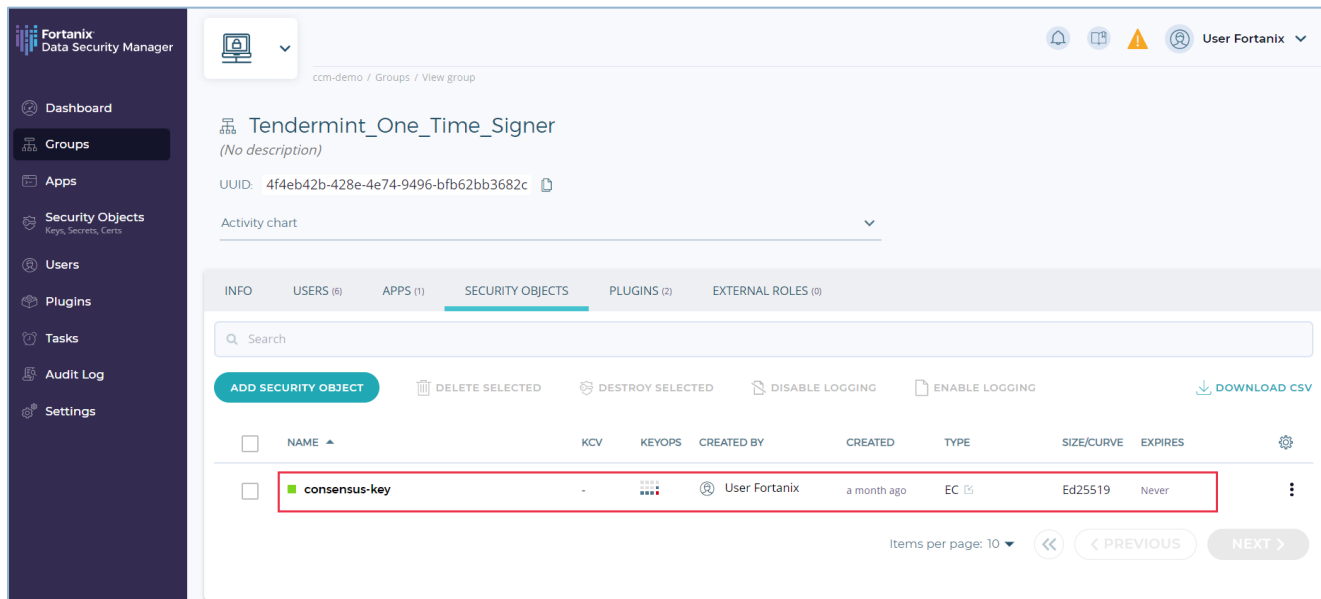 Fortanix
Data Security Manager
User Fortanix
ccm-demo / Groups / View group
Dashboard
Groups
Apps
Security Objects
Keys, Secrets, Certs
Users
Plugins
Tasks
Audit Log
Settings
Tendermint_One_Time_Signer
(No description)
UUID: 4f4eb42b-428e-4e74-9496-bfb62bb3682c
Activity chart
INFO USERS (6) APPS (1) SECURITY OBJECTS PLUGINS (2) EXTERNAL ROLES (0)
Search
ADD SECURITY OBJECT DELETE SELECTED DESTROY SELECTED DISABLE LOGGING ENABLE LOGGING DOWNLOAD CSV
NAME KCV KEYOPS CREATED BY CREATED TYPE SIZE/CURVE EXPIRES
consensus-key - User Fortanix a month ago EC Ed25519 Never
Items per page: 10 PREVIOUS NEXT